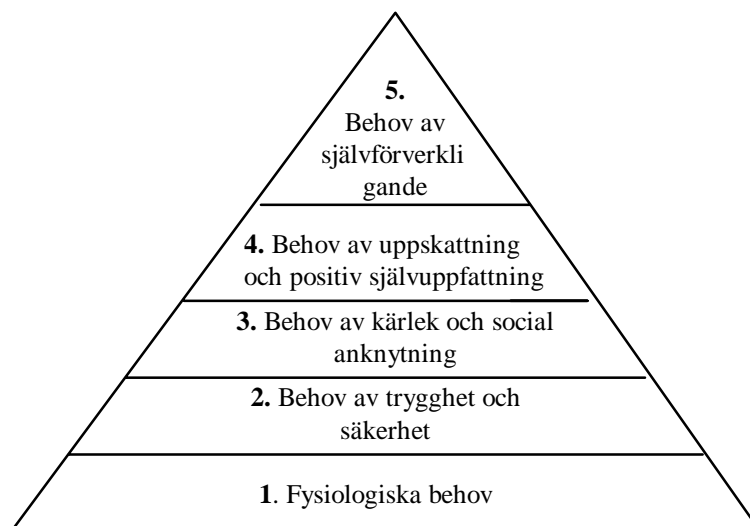 5.
Behov av
självförverkli
gande
4. Behov av uppskattning
och positiv självuppfattning
3. Behov av kärlek och social
anknytning
2. Behov av trygghet och
säkerhet
1. Fysiologiska behov